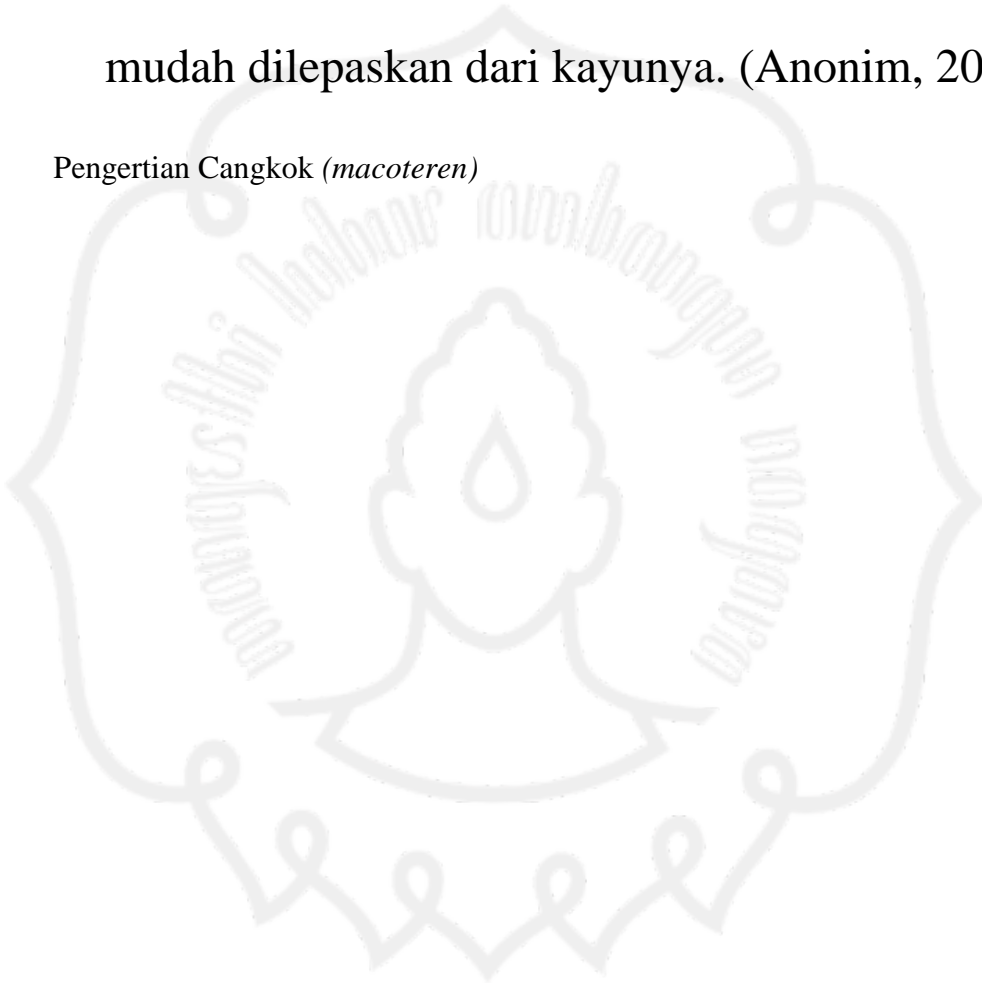 mudah dilepaskan dari kayunya. (Anonim, 20
Pengertian Cangkok (macoteren)